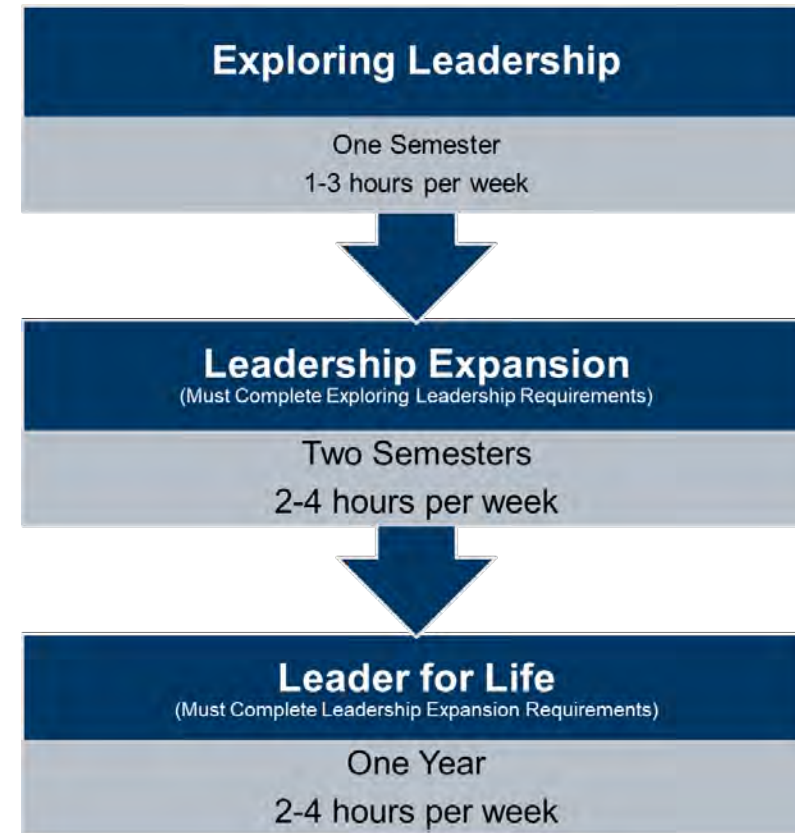 Exploring Leadership
One Semester
1-3 hours per week
Leadership Expansion
(Must Complete Exploring Leadership Requirements)
Two Semesters
2-4 hours per week
Leader for Life
(Must Complete Leadership Expansion Requirements)
One Year
2-4 hours per week